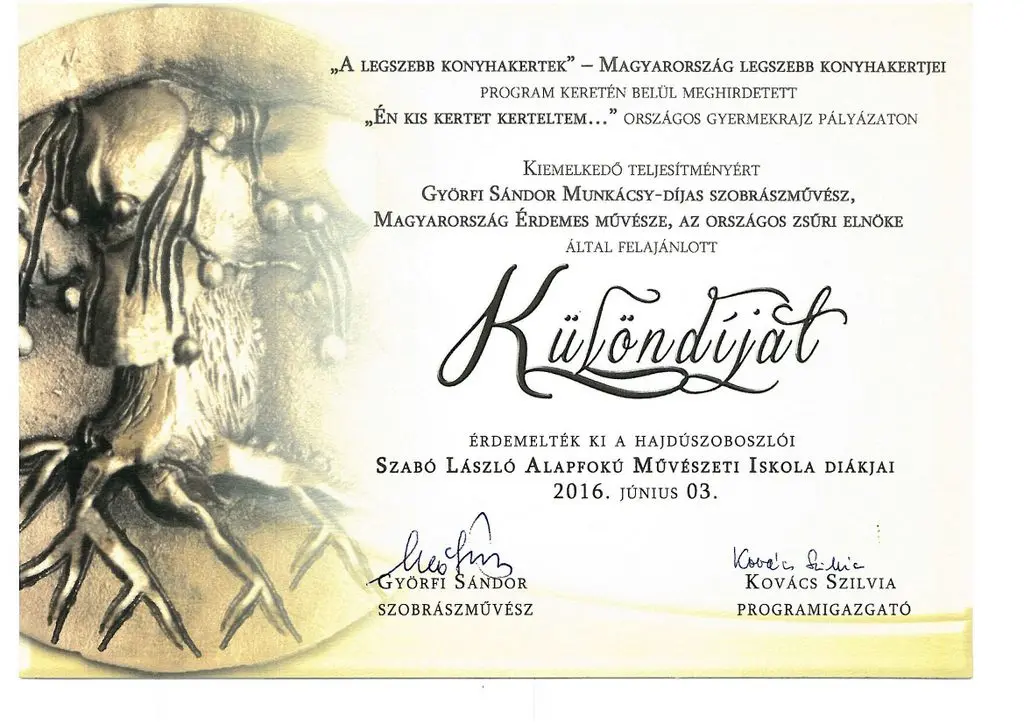 „A LEGSZEBB KONYHAKERTEK” – MAGYARORSZÁG LEGSZEBB KONYHAKERTJEI
PROGRAM KERETÉN BELÜL MEGHIRDETETT
„ÉN KIS KERTET KERTELTEM...” ORSZÁGOS GYERMEKRAJZ PÁLYÁZATON
KIEMELKEDŐ TELJESÍTMÉNYÉRT
GYÖRFI SÁNDOR MUNKÁCSY-DÍJAS SZOBRÁSZMŰVÉSZ,
MAGYARORSZÁG ÉRDEMES MŰVÉSZE, AZ ORSZÁGOS ZSŰRI ELNÖKE
ÁLTAL FELAJÁNLOTT
Különdíját
ÉRDEMELTÉK KI A HAJDÚSZOBOSZLÓI
SZABÓ LÁSZLÓ ALAPFOKÚ MŰVÉSZETI ISKOLA DIÁKJAI
2016. JÚNIUS 03.
Kovács Szilvia
GYÖRFI SÁNDOR KOVÁCS SZILVIA
SZOBRÁSZMŰVÉSZ PROGRAMIGAZGATÓ